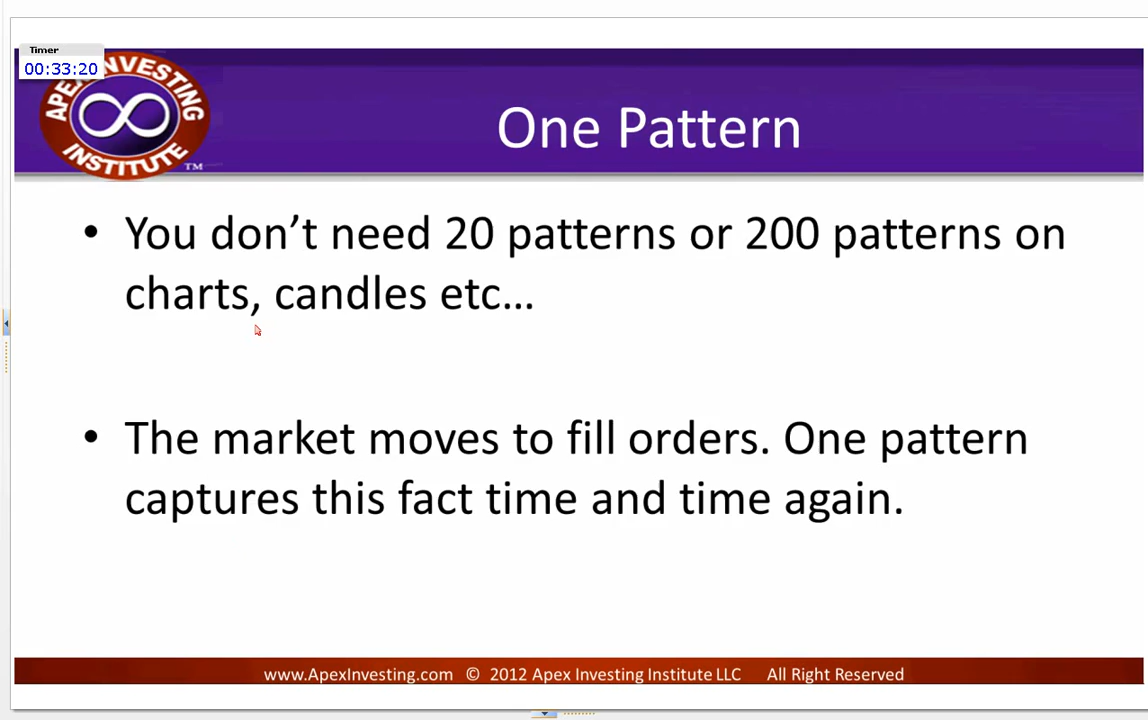 Timer
00:33:20
APEX INVESTING
INSTITUTE
TM
One Pattern
• You don’t need 20 patterns or 200 patterns on
charts, candles etc…
• The market moves to fill orders. One pattern
captures this fact time and time again.
www.ApexInvesting.com © 2012 Apex Investing Institute LLC All Right Reserved